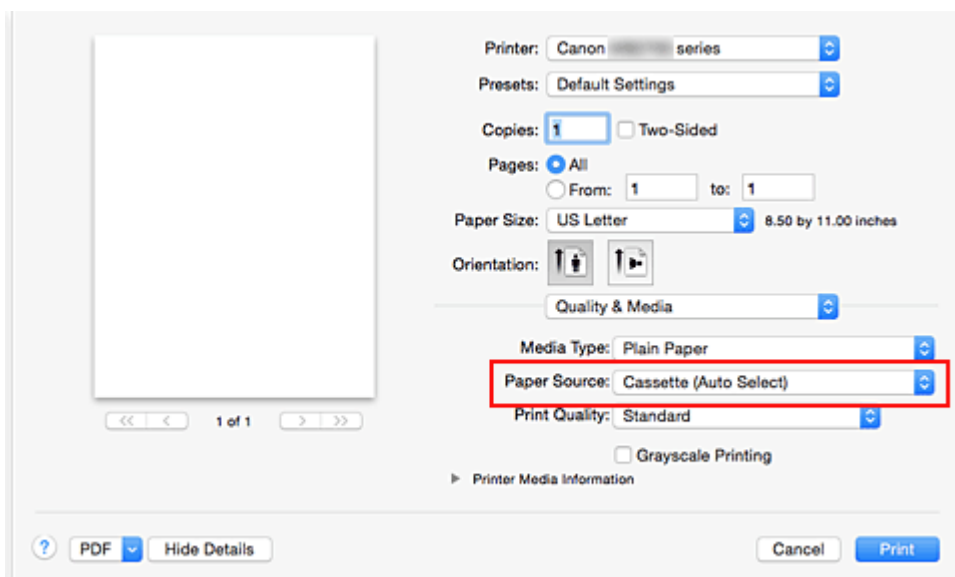 Printer: Canon series
Presets: Default Settings
Copies: 1 Two-Sided
Pages: All
From: 1 to: 1
Paper Size: US Letter 8.50 by 11.00 inches
Orientation:
Quality & Media
Media Type: Plain Paper
Paper Source: Cassette (Auto Select)
Print Quality: Standard
Grayscale Printing
Printer Media Information
<< < 1 of 1 > >>
? PDF Hide Details Cancel Print